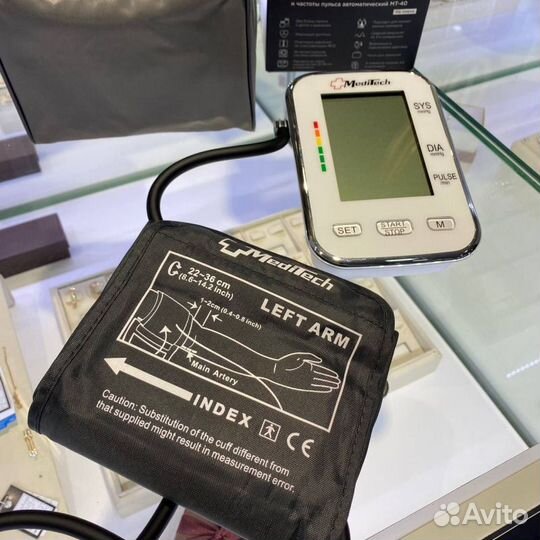 и частоты пульса автоматический МТ-40
MediTech
SYS
mmHg
DIA
mmHg
PULSE
/min
SET
START
STOP
M
MediTech
22~36 cm
(8.6~14.2 inch)
1~2cm (0.4~0.8 inch)
LEFT ARM
Main Artery
INDEX
CE
Caution: Substitution of the cuff different from
that supplied might result in measurement error.
Avito